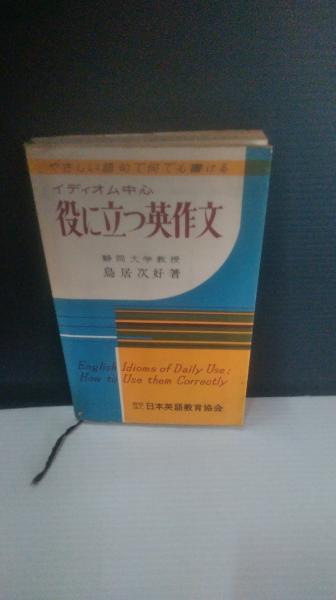 やさしい語句で何でも書ける
イディオム中心
役に立つ英作文
静岡大学教授
鳥居次好著
English Idioms of Daily Use:
How to Use them Correctly
日本英語教育協会